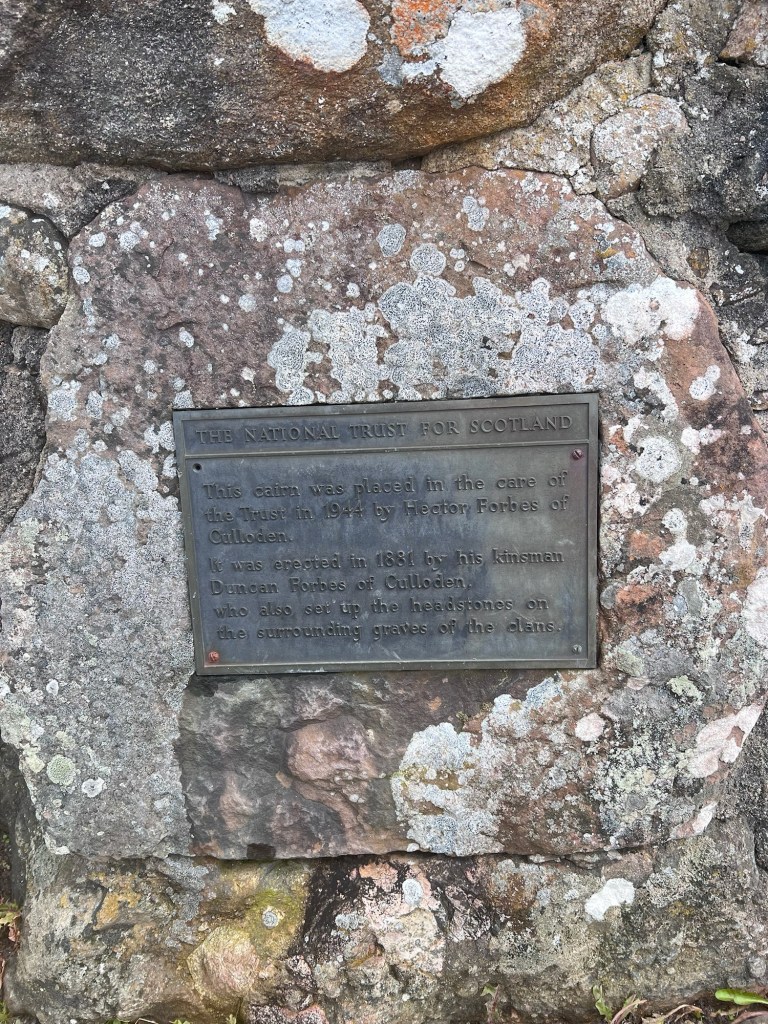 THE NATIONAL TRUST FOR SCOTLAND
This cairn was placed in the care of
the Trust in 1944 by Hector Forbes of
Culloden.
It was erected in 1881 by his kinsman
Duncan Forbes of Culloden,
who also set up the headstones on
the surrounding graves of the clans.